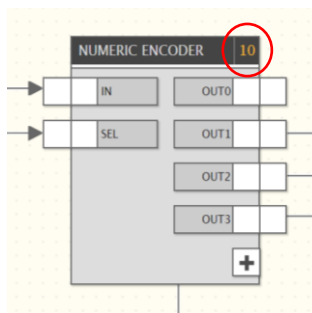 NUMERIC ENCODER 10
IN OUT0
SEL OUT1
OUT2
OUT3
+